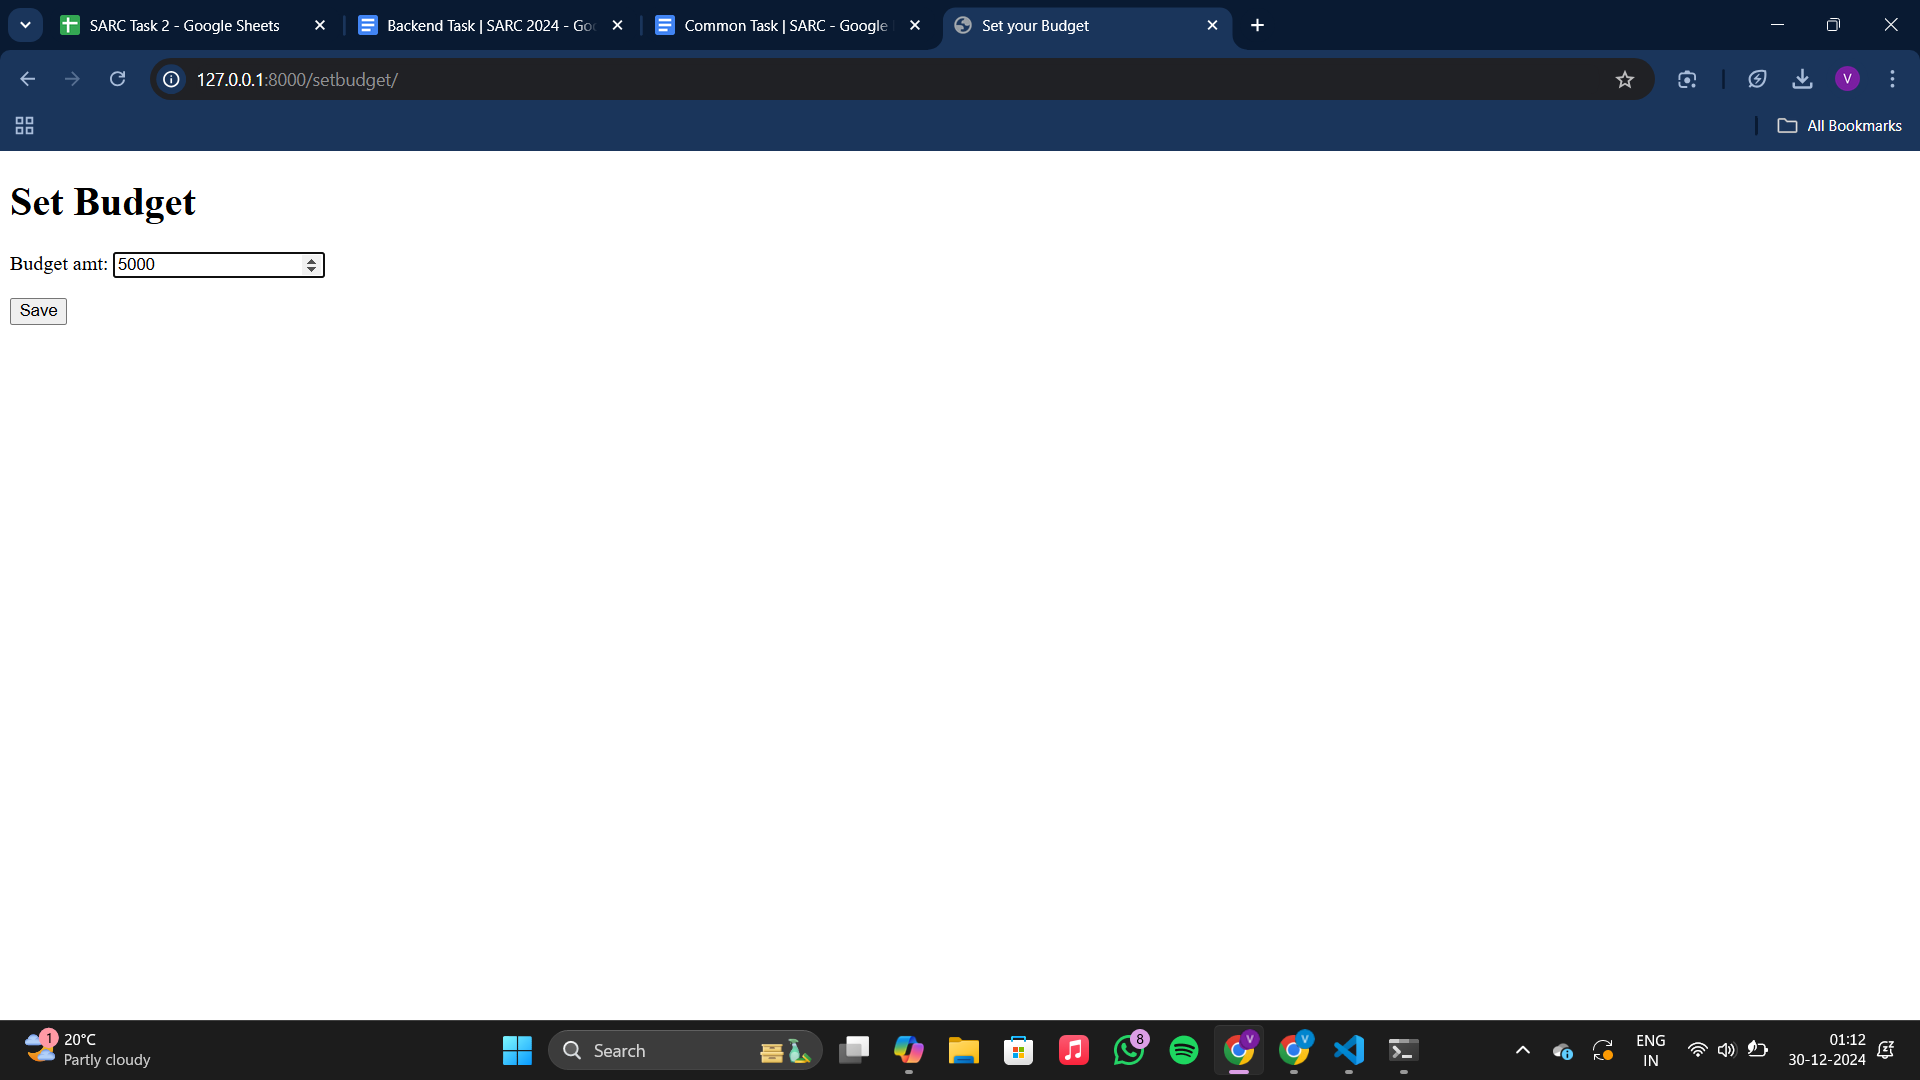 SARC Task 2 - Google Sheets
Backend Task | SARC 2024 - Goo
Common Task | SARC - Google
Set your Budget
127.0.0.1:8000/setbudget/
V
All Bookmarks
Set Budget
Budget amt: 5000
Save
1
20°C
Partly cloudy
Search
8
V
V
ENG
IN
01:12
30-12-2024